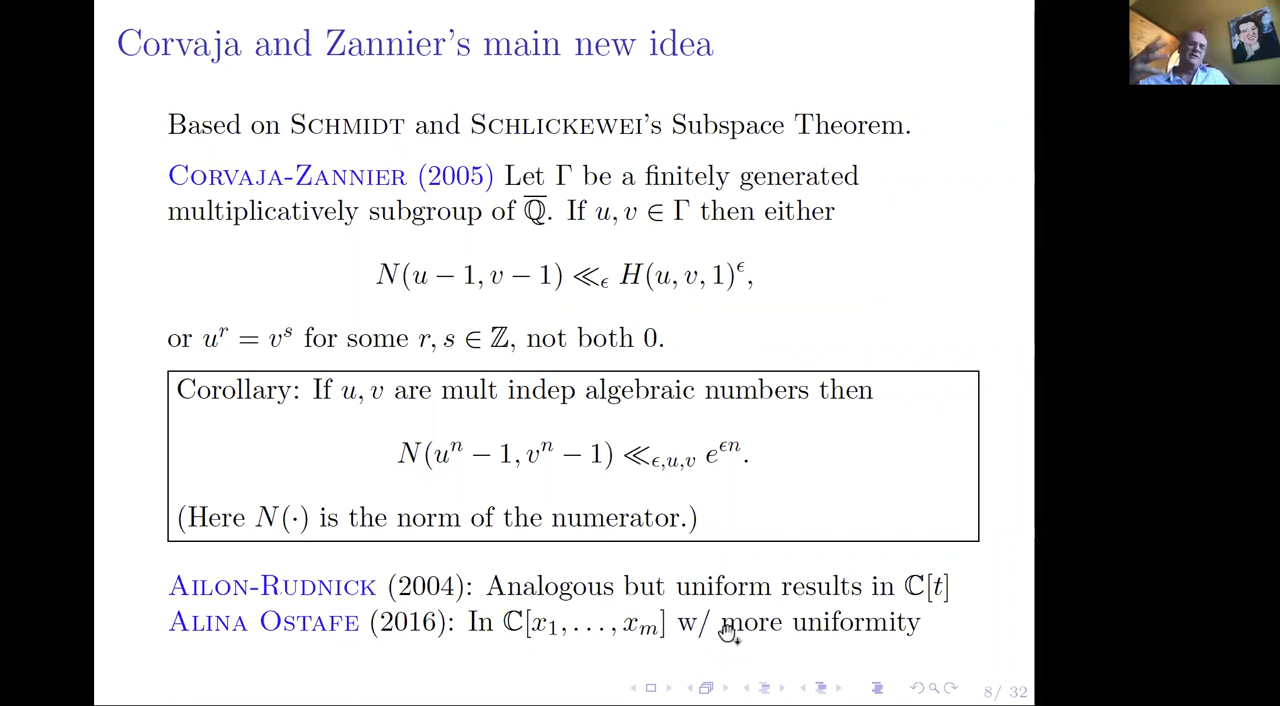 Corvaja and Zannier's main new idea
Based on SCHMIDT and SCHLICKEWEI's Subspace Theorem.
CORVAJA-ZANNIER (2005) Let Γ be a finitely generated
multiplicatively subgroup of ℚ̅. If u, v ∈ Γ then either
N(u − 1, v − 1) ≪_ϵ H(u, v, 1)^ϵ,
or u^r = v^s for some r, s ∈ ℤ, not both 0.
Corollary: If u, v are mult indep algebraic numbers then
N(u^n − 1, v^n − 1) ≪_{ϵ,u,v} e^{ϵn}.
(Here N(·) is the norm of the numerator.)
AILON-RUDNICK (2004): Analogous but uniform results in ℂ[t]
ALINA OSTAFE (2016): In ℂ[x_1, . . . , x_m] w/ more uniformity
8/ 32